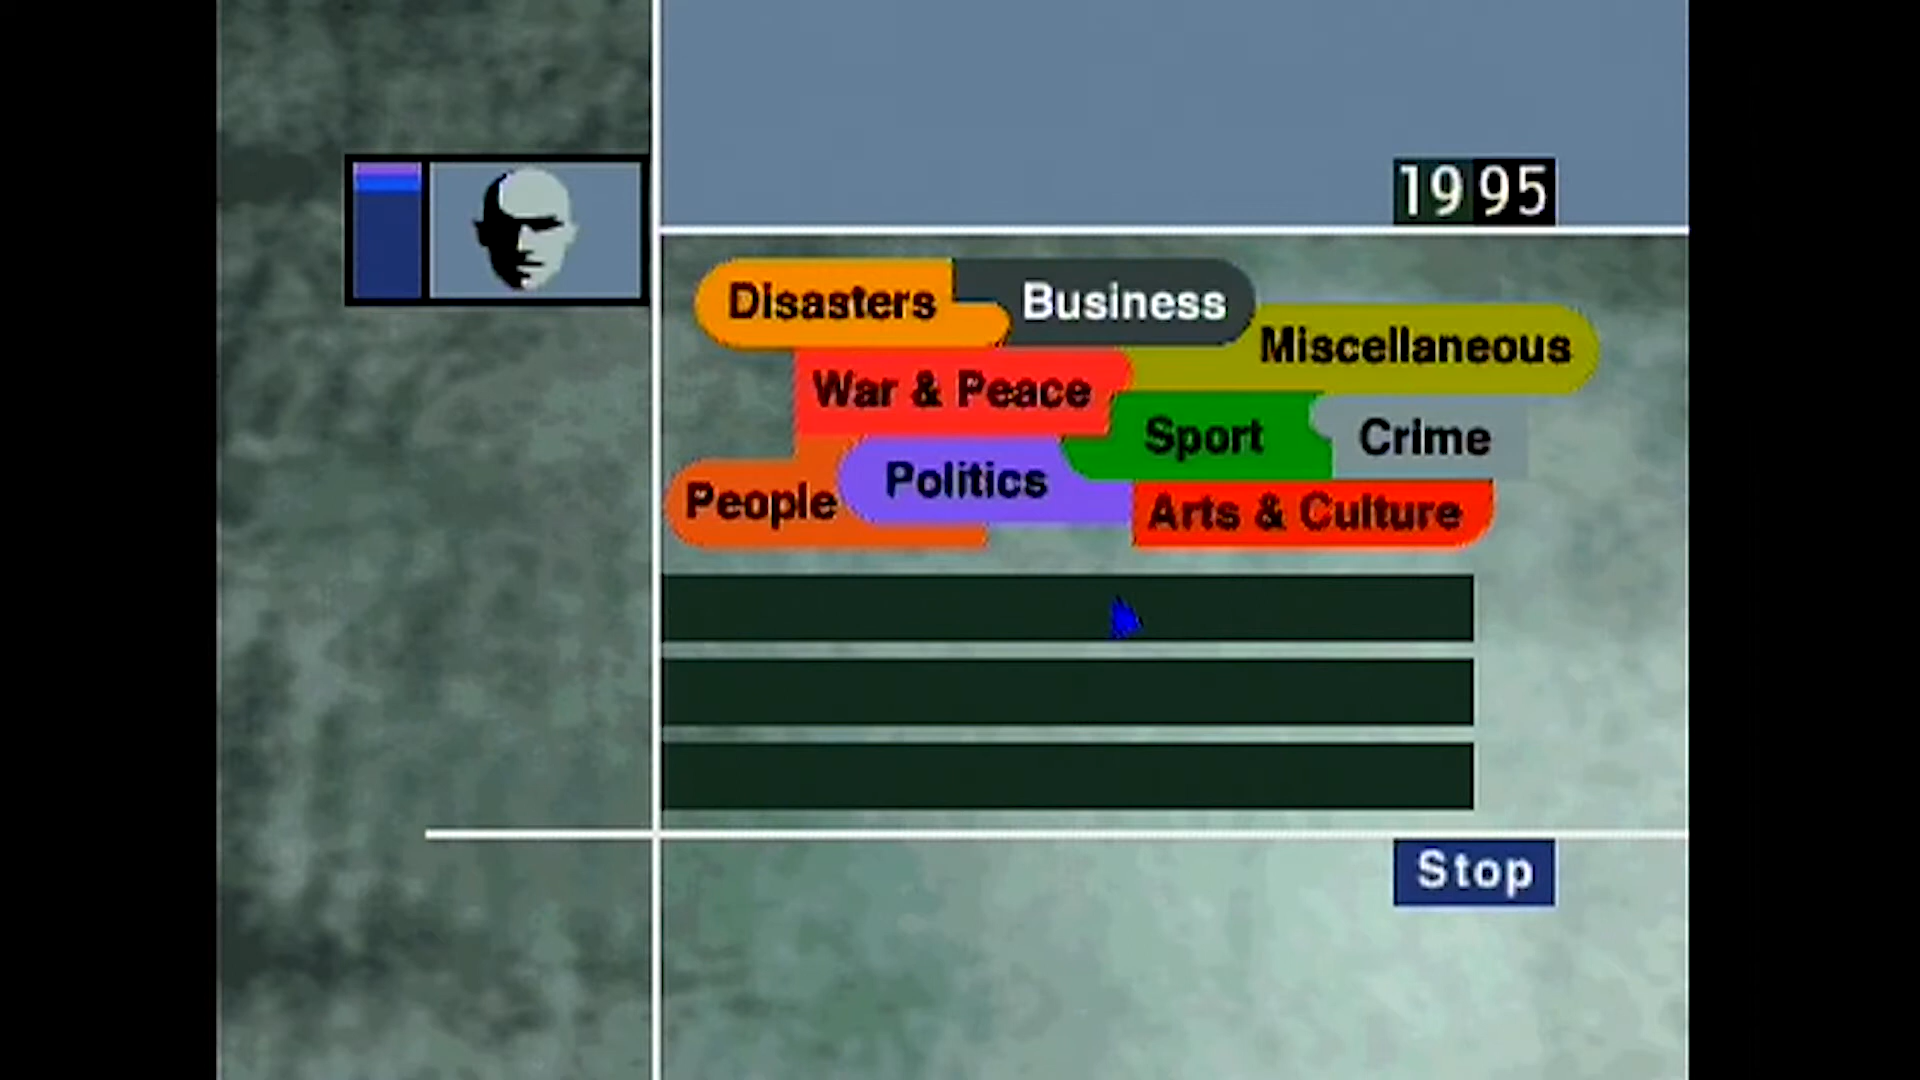 1995
Disasters
Business
Miscellaneous
War & Peace
Sport
Crime
Politics
People
Arts & Culture
Stop